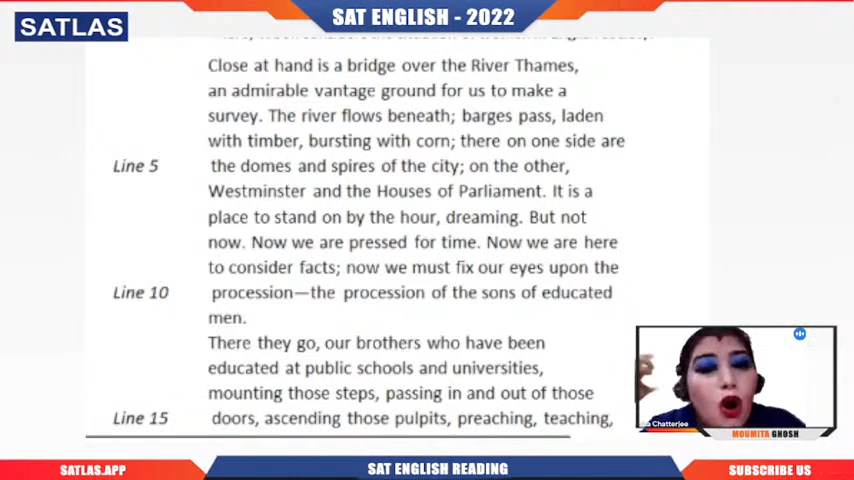 SATLAS
SAT ENGLISH - 2022
Close at hand is a bridge over the River Thames,
an admirable vantage ground for us to make a
survey. The river flows beneath; barges pass, laden
with timber, bursting with corn; there on one side are
Line 5 the domes and spires of the city; on the other,
Westminster and the Houses of Parliament. It is a
place to stand on by the hour, dreaming. But not
now. Now we are pressed for time. Now we are here
to consider facts; now we must fix our eyes upon the
Line 10 procession—the procession of the sons of educated
men.
There they go, our brothers who have been
educated at public schools and universities,
mounting those steps, passing in and out of those
Line 15 doors, ascending those pulpits, preaching, teaching,
Chatterjee
MOUMITA GHOSH
SATLAS.APP
SAT ENGLISH READING
SUBSCRIBE US